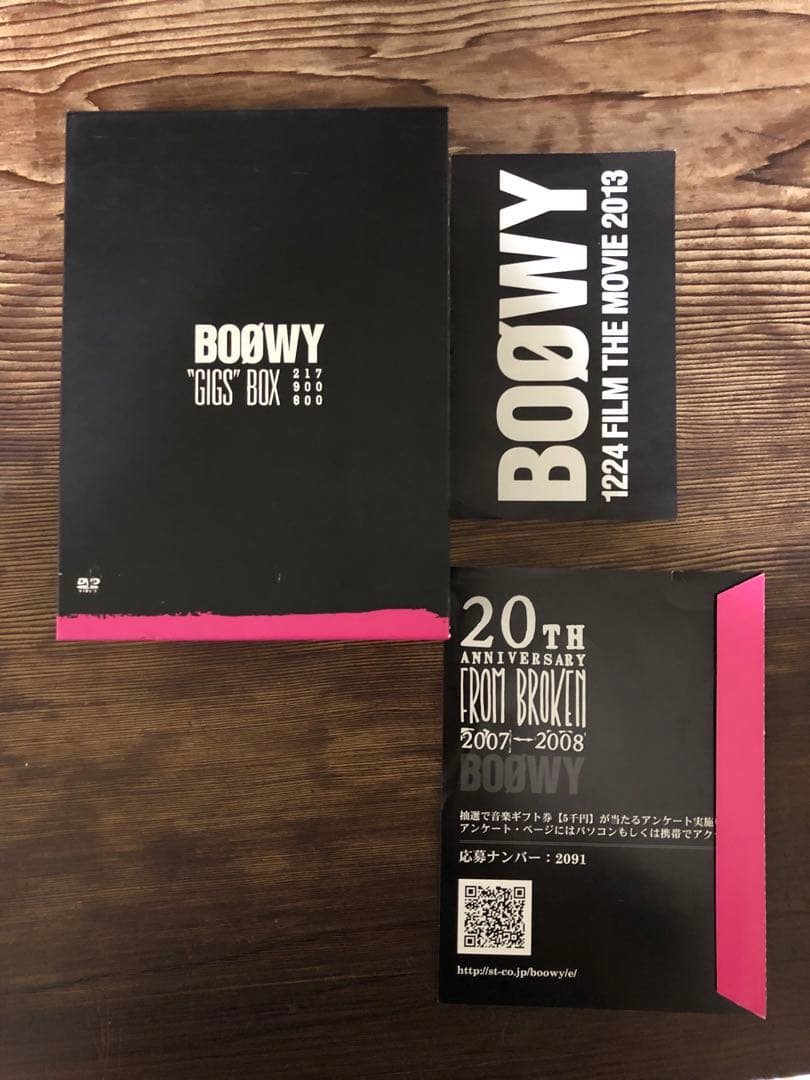 BOØWY
"GIGS" BOX
217
900
800
DVD
VIDEO
BOØWY
1224 FILM THE MOVIE 2013
20TH
ANNIVERSARY
FROM BROKEN
2007↔2008
BOØWY
抽選で音楽ギフト券【5千円】が当たるアンケート実施
アンケート・ページにはパソコンもしくは携帯でアク
応募ナンバー：2091
http://st-co.jp/boowy/e/